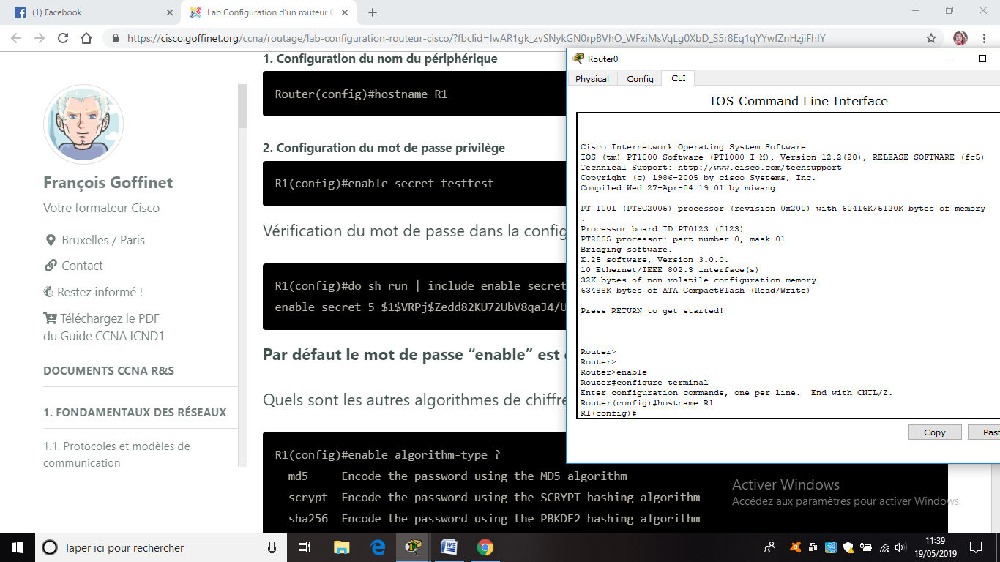 (1) Facebook
Lab Configuration d'un routeur C
https://cisco.goffinet.org/ccna/routage/lab-configuration-routeur-cisco/?fbclid=IwAR1gk_zvSNykGN0rpBVhO_WFxiMsVqLg0XbD_S5r8Eq1qYYwfZnHzjiFhIY
François Goffinet
Votre formateur Cisco
Bruxelles / Paris
Contact
Restez informé !
Téléchargez le PDF
du Guide CCNA ICND1
DOCUMENTS CCNA R&S
1. FONDAMENTAUX DES RÉSEAUX
1.1. Protocoles et modèles de
communication
1. Configuration du nom du périphérique
Router(config)#hostname R1
2. Configuration du mot de passe privilège
R1(config)#enable secret testtest
Vérification du mot de passe dans la config
R1(config)#do sh run | include enable secret
enable secret 5 $1$VRPj$Zedd82KU72UbV8qaJ4/U
Par défaut le mot de passe “enable” est
Quels sont les autres algorithmes de chiffre
R1(config)#enable algorithm-type ?
md5 Encode the password using the MD5 algorithm
scrypt Encode the password using the SCRYPT hashing algorithm
sha256 Encode the password using the PBKDF2 hashing algorithm
Router0
Physical Config CLI
IOS Command Line Interface
Cisco Internetwork Operating System Software
IOS (tm) PT1000 Software (PT1000-I-M), Version 12.2(28), RELEASE SOFTWARE (fc5)
Technical Support: http://www.cisco.com/techsupport
Copyright (c) 1986-2005 by cisco Systems, Inc.
Compiled Wed 27-Apr-04 19:01 by miwang
PT 1001 (PTSC2005) processor (revision 0x200) with 60416K/5120K bytes of memory
.
Processor board ID PT0123 (0123)
PT2005 processor: part number 0, mask 01
Bridging software.
X.25 software, Version 3.0.0.
10 Ethernet/IEEE 802.3 interface(s)
32K bytes of non-volatile configuration memory.
63488K bytes of ATA CompactFlash (Read/Write)
Press RETURN to get started!
Router>
Router>
Router>enable
Router#configure terminal
Enter configuration commands, one per line. End with CNTL/Z.
Router(config)#hostname R1
R1(config)#
Copy Past
Activer Windows
Accédez aux paramètres pour activer Windows.
Taper ici pour rechercher
11:39
19/05/2019